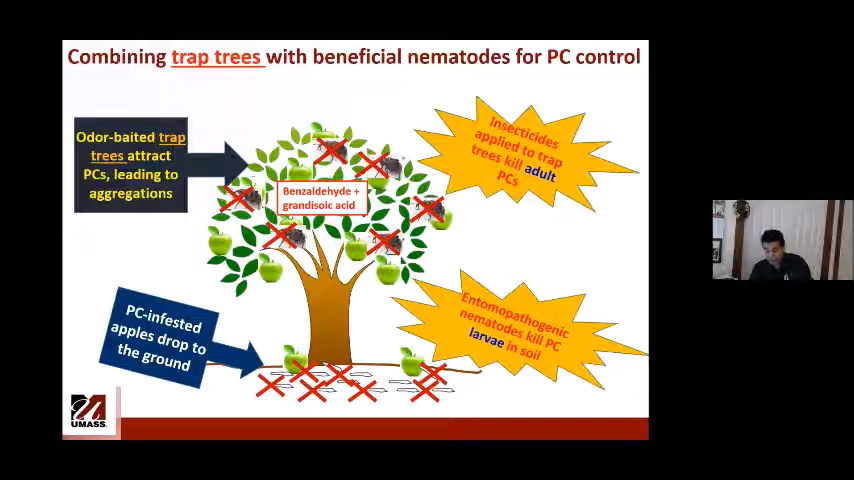 Combining trap trees with beneficial nematodes for PC control
Odor-baited trap
trees attract
PCs, leading to
aggregations
Insecticides
applied to trap
trees kill adult
PCs
Benzaldehyde +
grandisoic acid
PC-infested
apples drop to
the ground
Entomopathogenic
nematodes kill PC
larvae in soil
UMASS